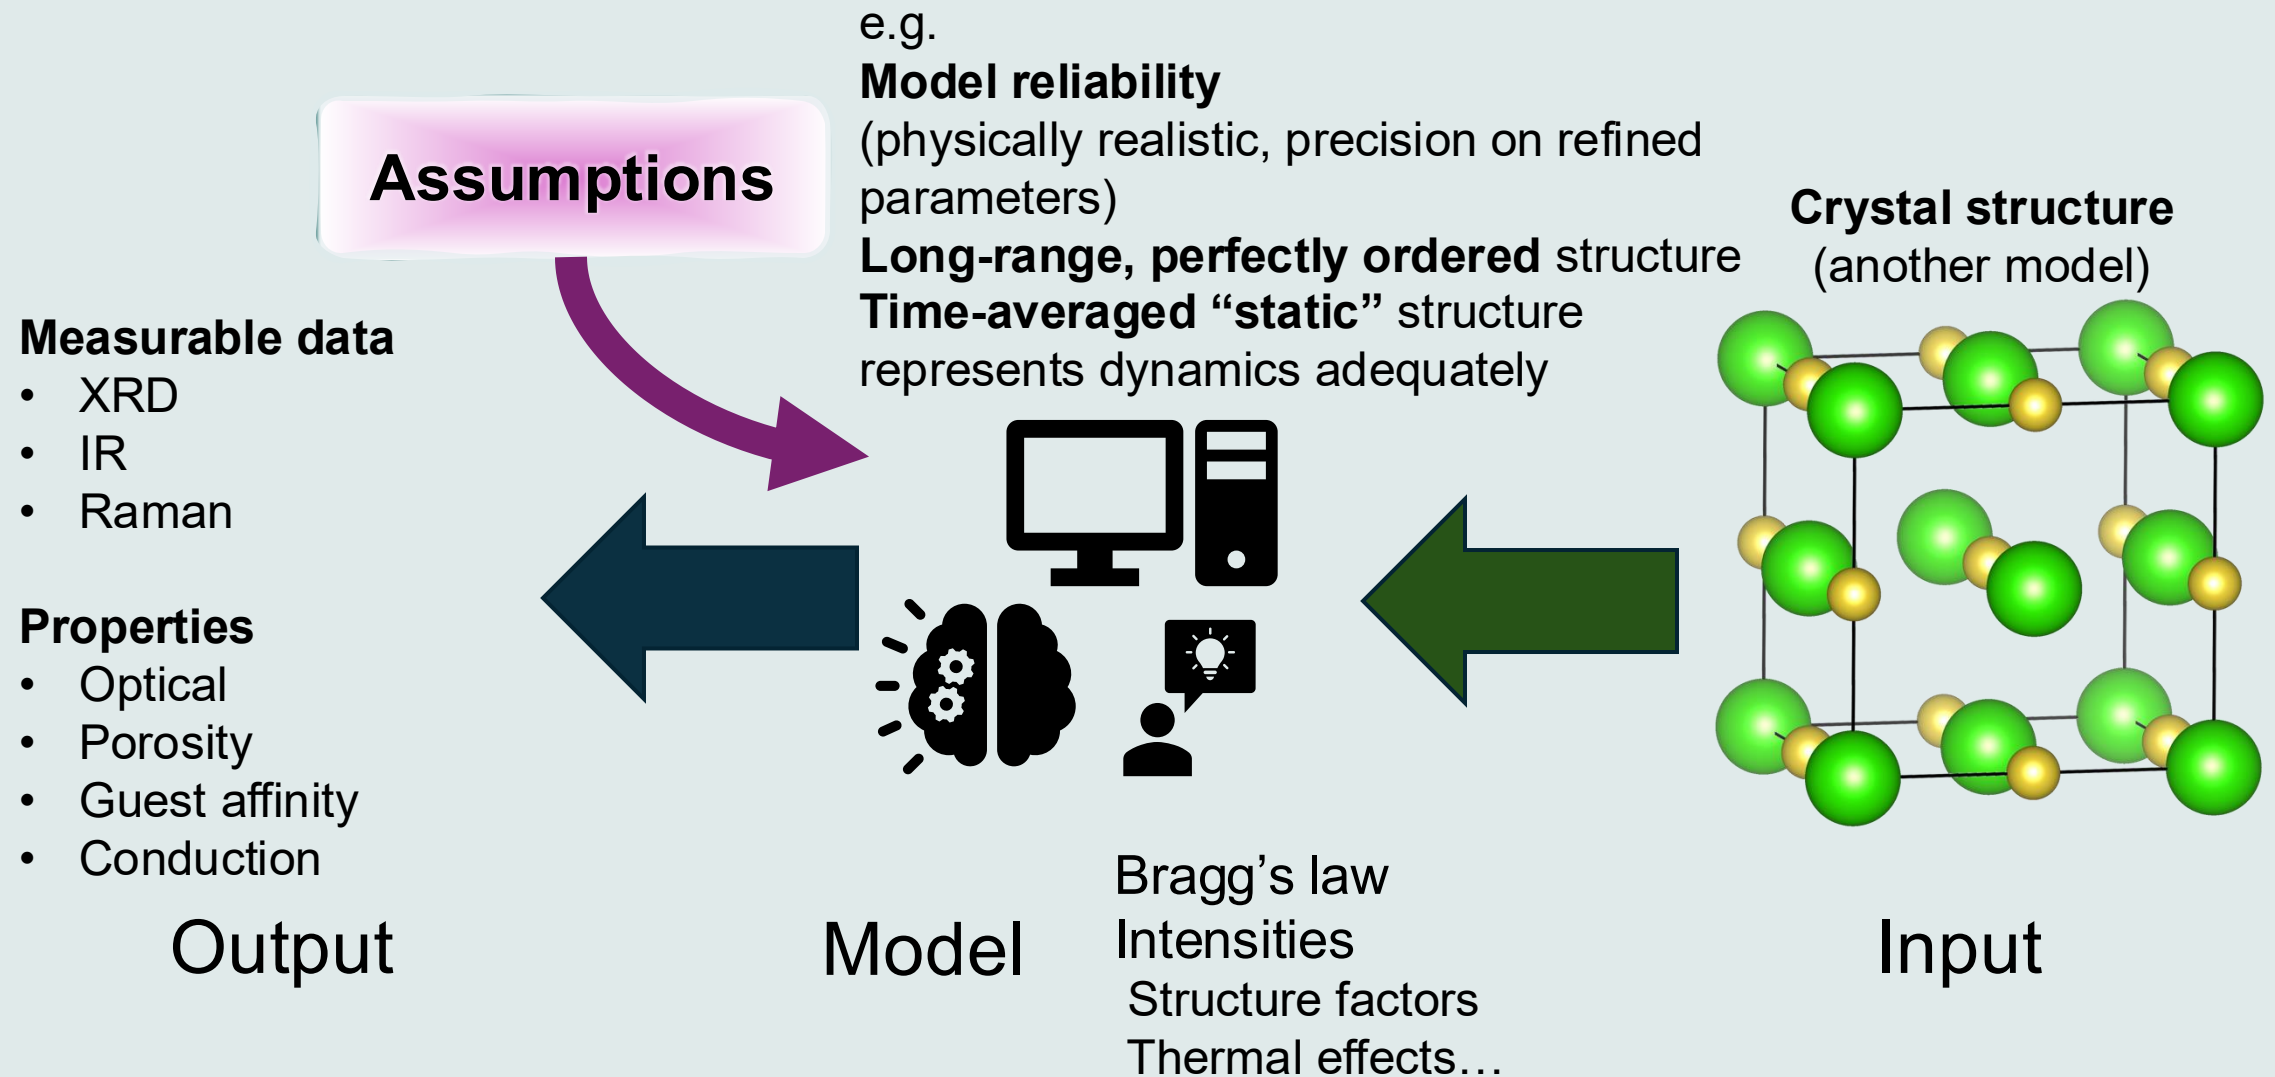 e.g.
Model reliability
(physically realistic, precision on refined
parameters)
Long-range, perfectly ordered structure
Time-averaged “static” structure
represents dynamics adequately
Assumptions
Crystal structure
(another model)
Measurable data
• XRD
• IR
• Raman
Properties
• Optical
• Porosity
• Guest affinity
• Conduction
Output
Model
Bragg’s law
Intensities
Structure factors
Thermal effects…
Input